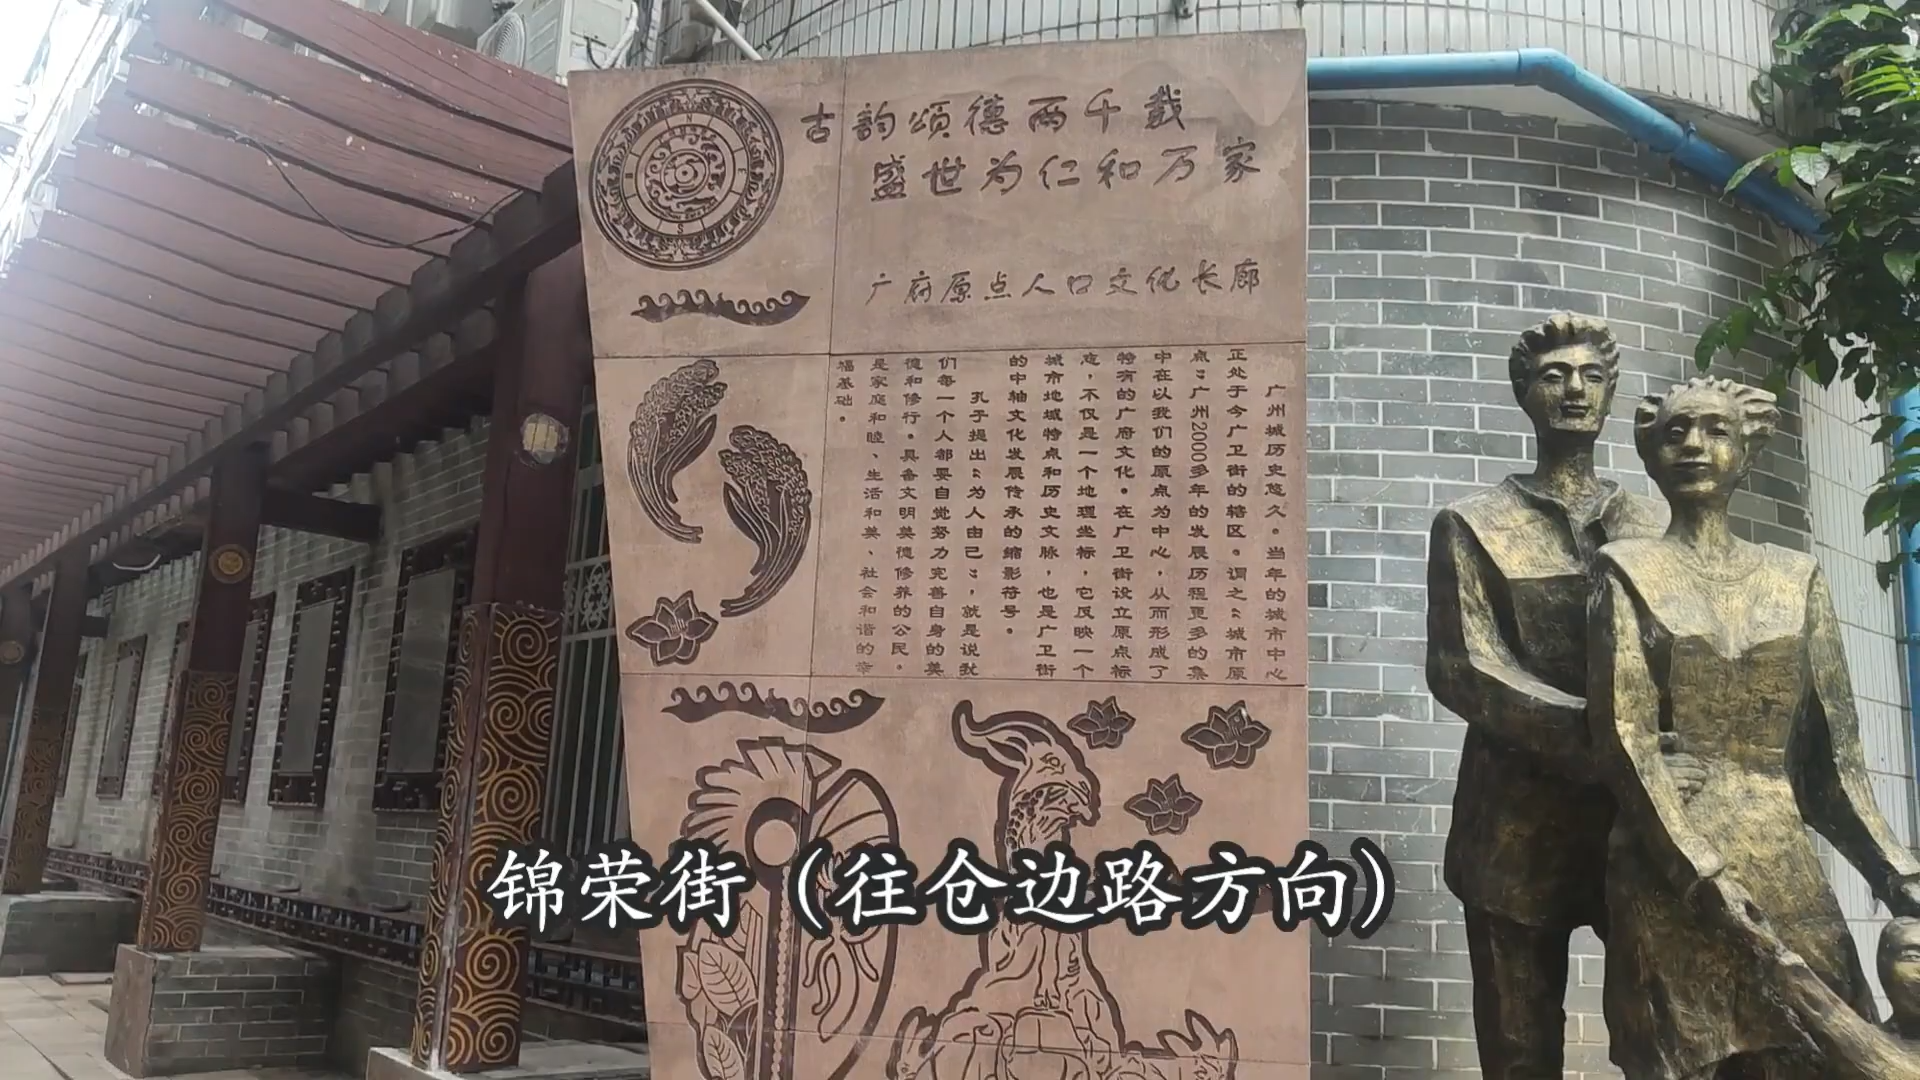 古韵颂德两千载
盛世为仁和万家
广府原点人口文化长廊
广州城历史悠久。当年的城市中心
正处于今广卫街的辖区。谓之“城市原
点”广州2000多年的发展历程更多的集
中在以我们的原点为中心,从而形成了
特有的广府文化。在广卫街设立原点标
志,不仅是一个地理坐标,它反映一个
城市地域特点和历史文脉,也是广卫街
的中轴文化发展传承的缩影符号。
孔子提出“为人由己”,就是说我
们每一个人都要自觉努力完善自身的美
德和修行。具备文明美德修养的公民。
是家庭和睦、生活和美、社会和谐的幸
福基础。
锦荣街（往仓边路方向）